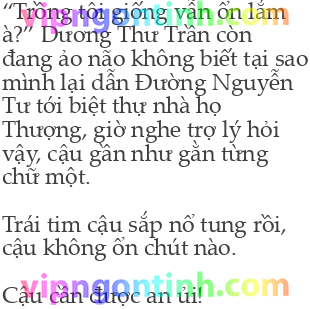 “Trồng tôi giống vẫn ổn lắm
à?” Dương Thư Trần còn
đang ảo não không biết tại sao
mình lại dẫn Đường Nguyễn
Tư tới biệt thự nhà họ
Thượng, giờ nghe trợ lý hỏi
vậy, cậu gần như gằn từng
chữ một.
Trái tim cậu sắp nổ tung rồi,
cậu không ổn chút nào.
vipngontinh.com
Cậu cần được an ủi!